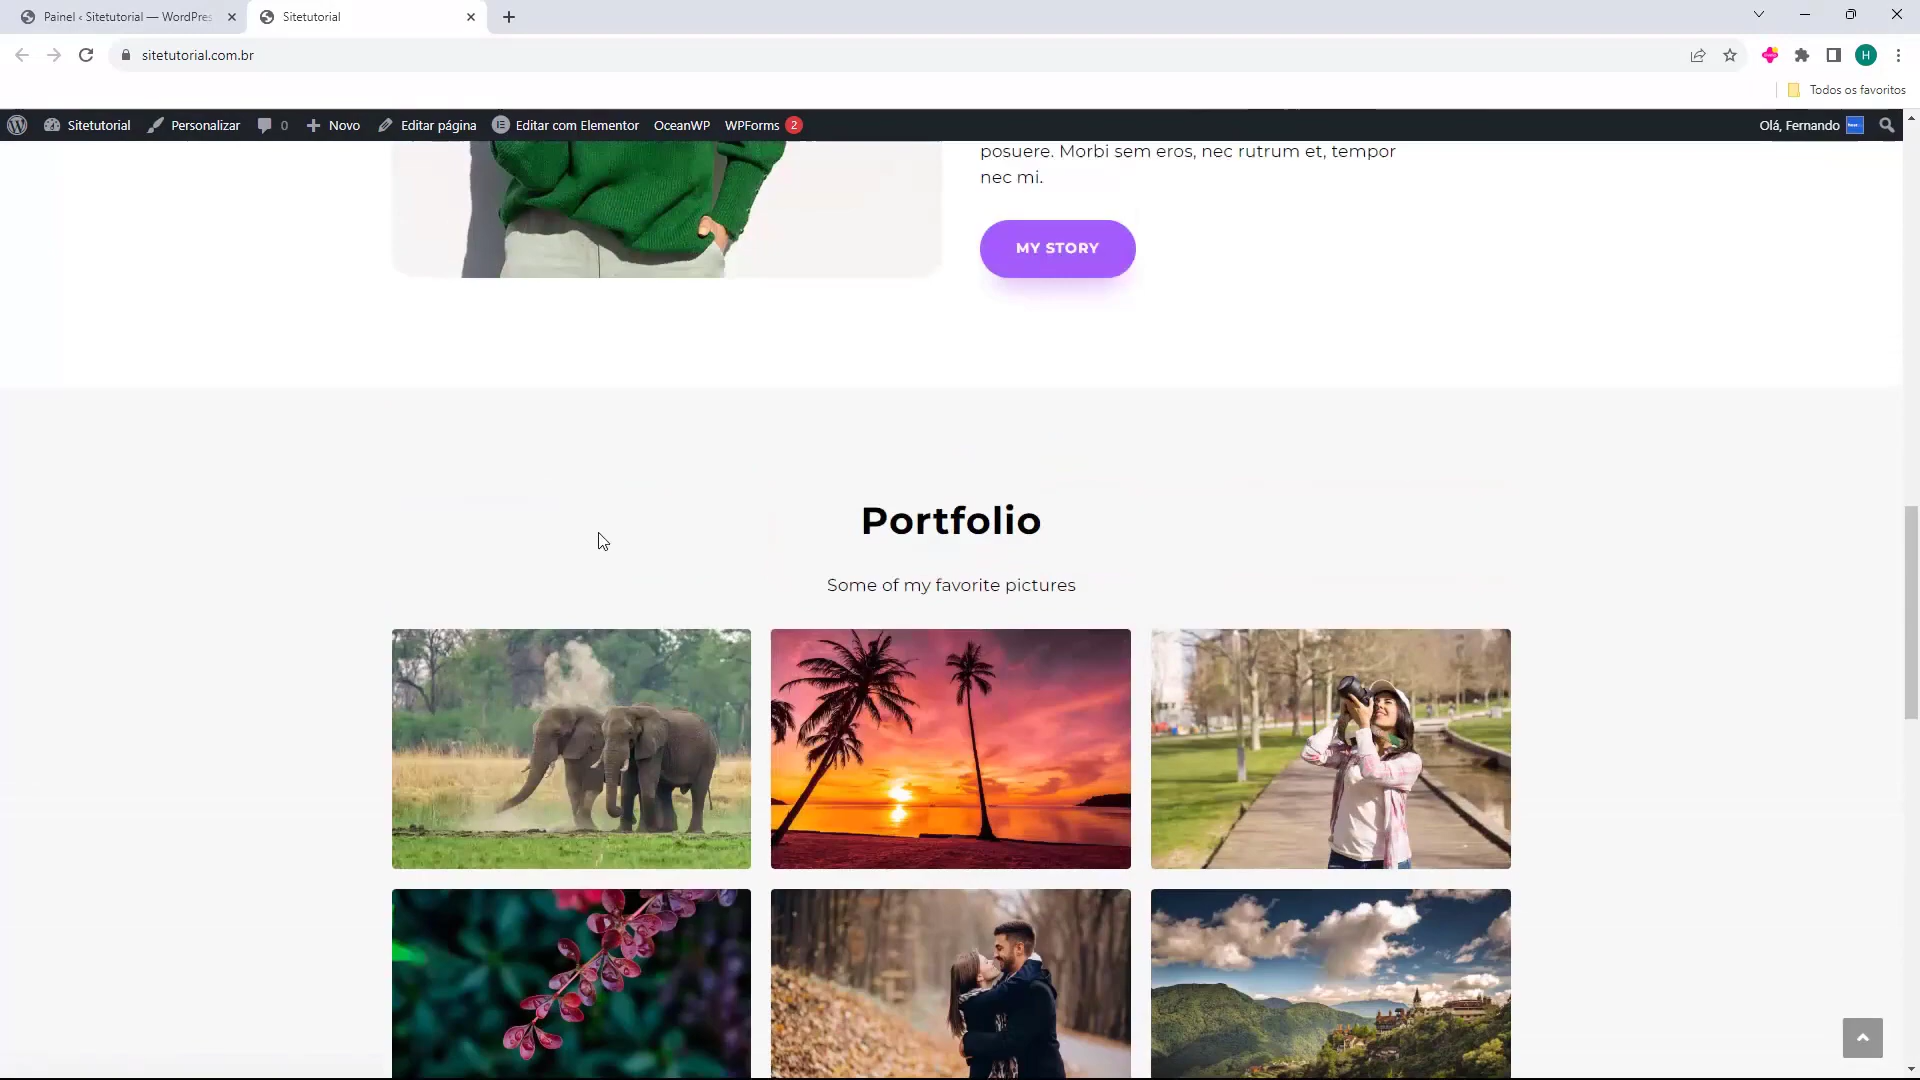 Painel ‹ Sitetutorial — WordPres
Sitetutorial
sitetutorial.com.br
H
Todos os favoritos
Sitetutorial
Personalizar
0
Novo
Editar página
Editar com Elementor
OceanWP
WPForms 2
Olá, Fernando
posuere. Morbi sem eros, nec rutrum et, tempor
nec mi.
MY STORY
Portfolio
Some of my favorite pictures